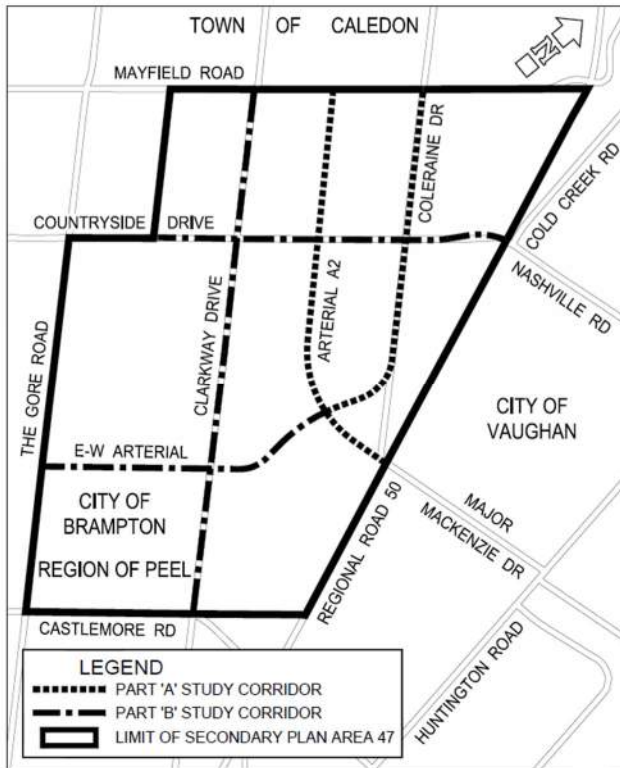 TOWN OF CALEDON
N
MAYFIELD ROAD
COLERAINE DR
COLD CREEK RD
COUNTRYSIDE DRIVE
NASHVILLE RD
ARTERIAL A2
CLARKWAY DRIVE
THE GORE ROAD
CITY OF
VAUGHAN
E-W ARTERIAL
CITY OF
BRAMPTON
REGION OF PEEL
REGIONAL ROAD 50
MAJOR
MACKENZIE DR
CASTLEMORE RD
HUNTINGTON ROAD
LEGEND
PART 'A' STUDY CORRIDOR
PART 'B' STUDY CORRIDOR
LIMIT OF SECONDARY PLAN AREA 47